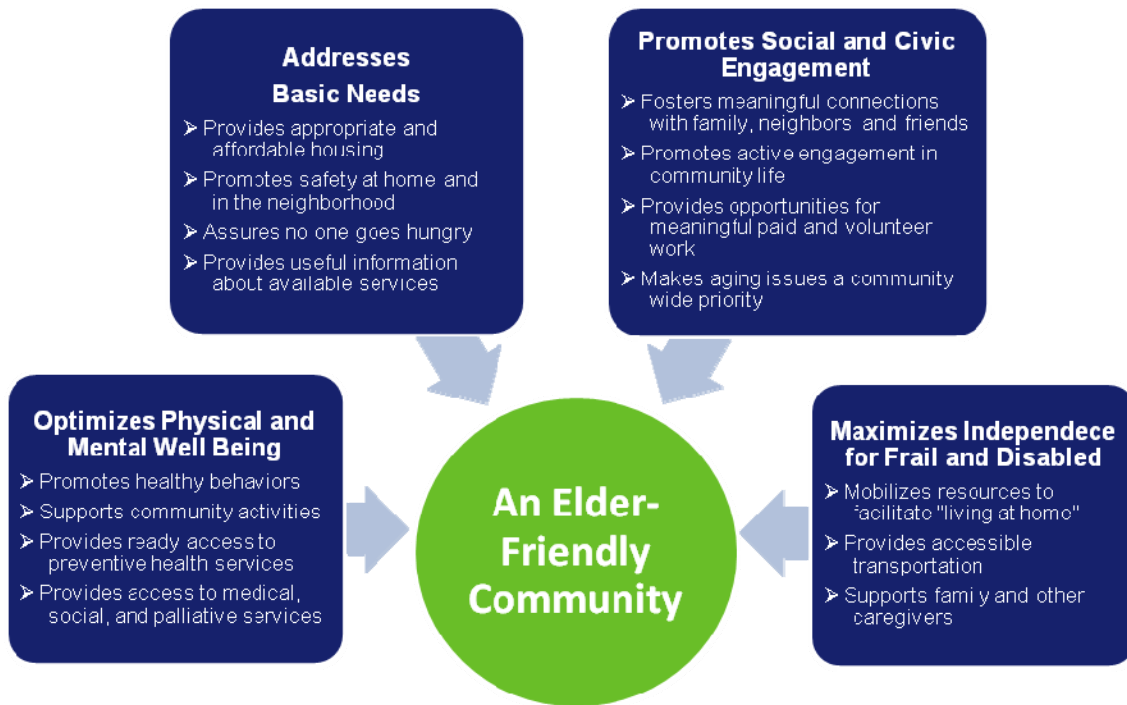 Addresses
Basic Needs
➤ Provides appropriate and
affordable housing
➤ Promotes safety at home and
in the neighborhood
➤ Assures no one goes hungry
➤ Provides useful information
about available services
Promotes Social and Civic
Engagement
➤ Fosters meaningful connections
with family, neighbors and friends
➤ Promotes active engagement in
community life
➤ Provides opportunities for
meaningful paid and volunteer
work
➤ Makes aging issues a community
wide priority
Optimizes Physical and
Mental Well Being
➤ Promotes healthy behaviors
➤ Supports community activities
➤ Provides ready access to
preventive health services
➤ Provides access to medical,
social, and palliative services
An Elder-
Friendly
Community
Maximizes Independece
for Frail and Disabled
➤ Mobilizes resources to
facilitate "living at home"
➤ Provides accessible
transportation
➤ Supports family and other
caregivers